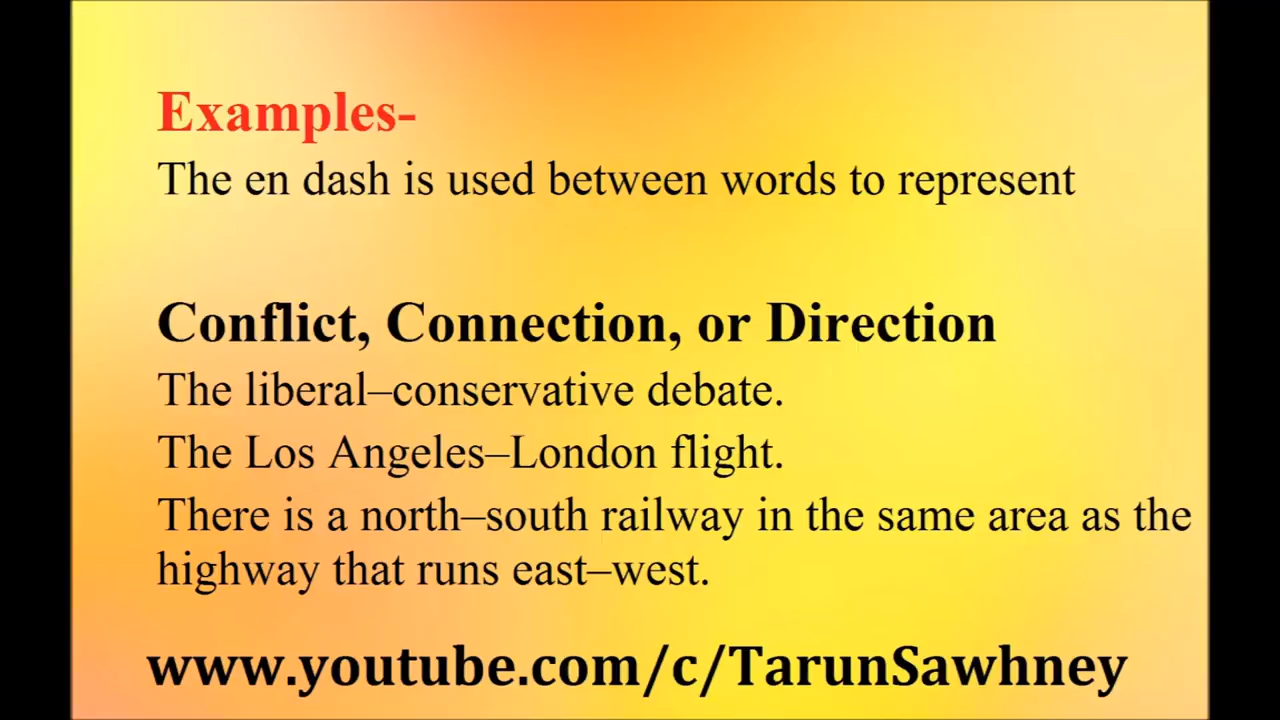 Examples-
The en dash is used between words to represent
Conflict, Connection, or Direction
The liberal–conservative debate.
The Los Angeles–London flight.
There is a north–south railway in the same area as the
highway that runs east–west.
www.youtube.com/c/TarunSawhney